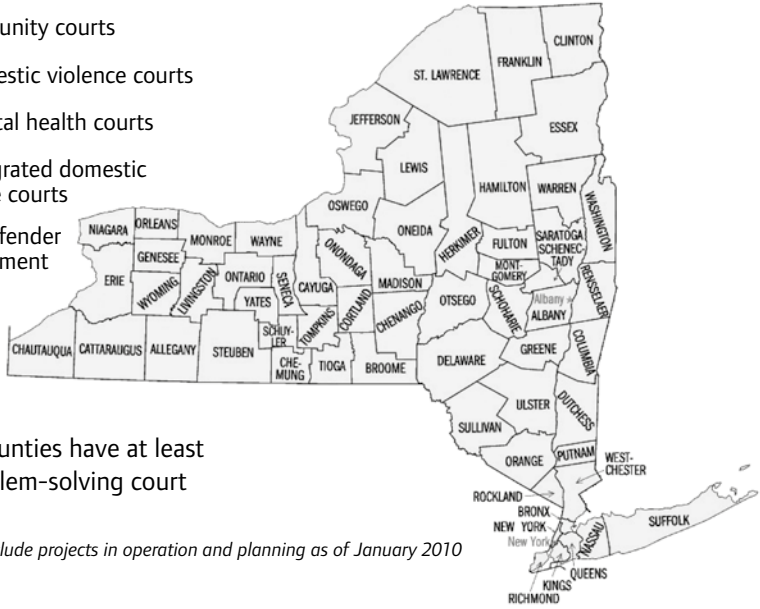 unity courts
estic violence courts
tal health courts
grated domestic
e courts
fender
ment
unties have at least
lem-solving court
lude projects in operation and planning as of January 2010
CLINTON
FRANKLIN
ST. LAWRENCE
JEFFERSON
ESSEX
LEWIS
HAMILTON
WARREN
WASHINGTON
OSWEGO
ONEIDA
HERKIMER
NIAGARA
ORLEANS
MONROE
WAYNE
FULTON
SARATOGA
SCHENEC-
TADY
GENESEE
ONONDAGA
MONT-
GOMERY
ERIE
WYOMING
LIVINGSTON
ONTARIO
SENECA
CAYUGA
MADISON
RENSSELAER
YATES
CORTLAND
OTSEGO
SCHOHARIE
Albany
ALBANY
TOMPKINS
CHENANGO
SCHUY-
LER
CHAUTAUQUA
CATTARAUGUS
ALLEGANY
STEUBEN
CHE-
MUNG
TIOGA
BROOME
DELAWARE
GREENE
COLUMBIA
ULSTER
DUTCHESS
SULLIVAN
ORANGE
PUTNAM
WEST-
CHESTER
ROCKLAND
BRONX
NEW YORK
New York
NASSAU
SUFFOLK
QUEENS
KINGS
RICHMOND